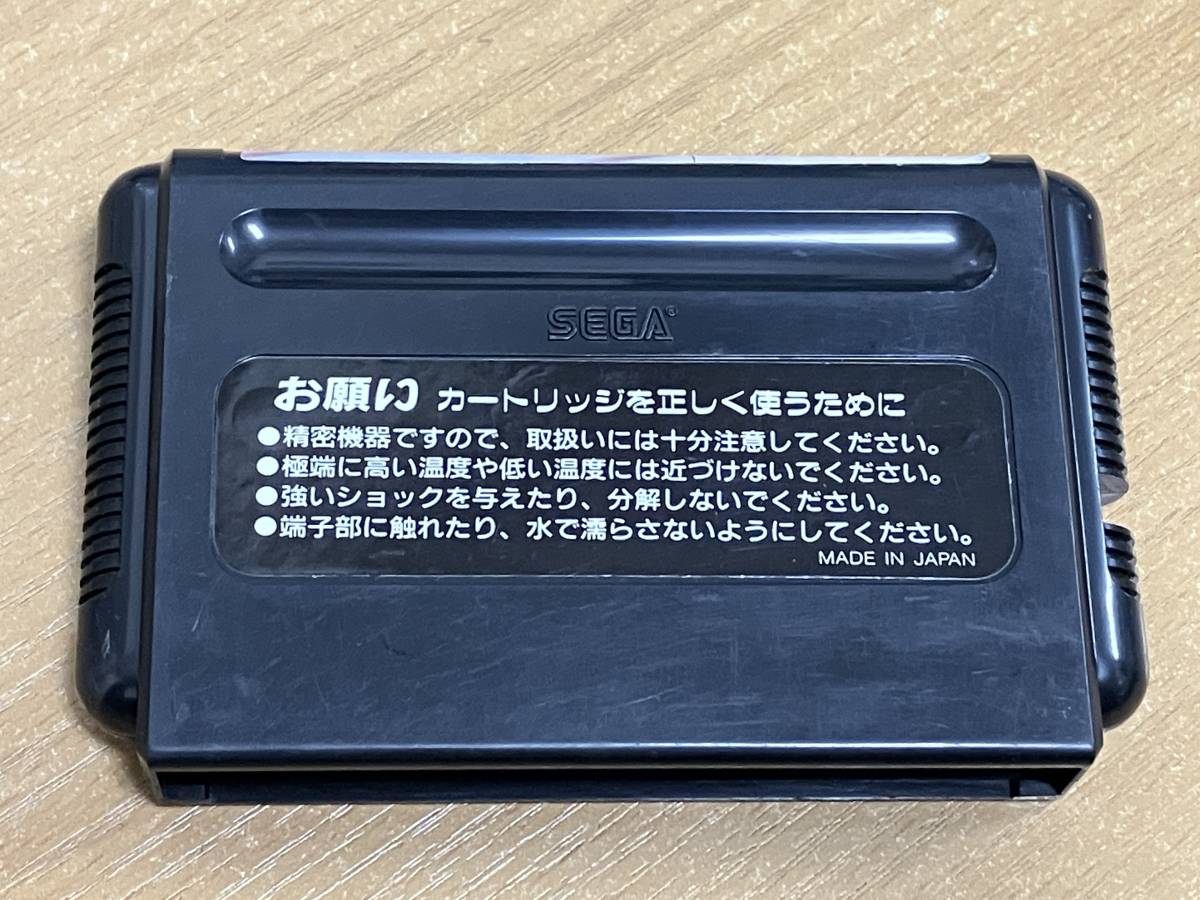 SEGA®
お願い カートリッジを正しく使うために
●精密機器ですので、取扱いには十分注意してください。
●極端に高い温度や低い温度には近づけないでください。
●強いショックを与えたり、分解しないでください。
●端子部に触れたり、水で濡らさないようにしてください。
MADE IN JAPAN